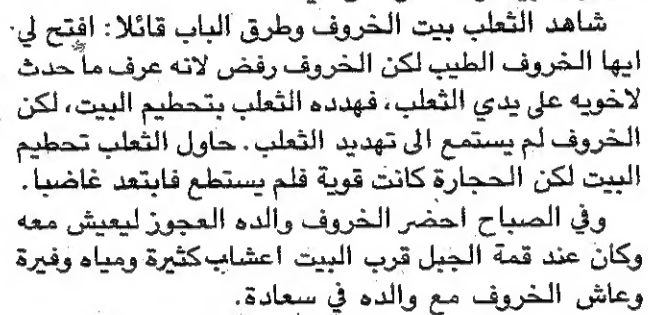 شاهد الثعلب بيت الخروف وطرق الباب قائلا: افتح لي
ايها الخروف الطيب لكن الخروف رفض لانه عرف ما حدث
لاخويه على يدي الثعلب، فهدده الثعلب بتحطيم البيت، لكن
الخروف لم يستمع الى تهديد الثعلب. حاول الثعلب تحطيم
البيت لكن الحجارة كانت قوية فلم يستطع فابتعد غاضبا.
وفي الصباح احضر الخروف والده العجوز ليعيش معه
وكان عند قمة الجبل قرب البيت اعشاب كثيرة ومياه وفيرة
وعاش الخروف مع والده في سعادة.